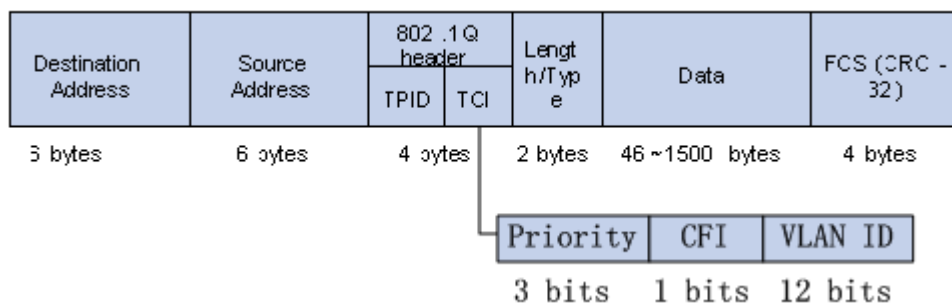 Destination
Address
Source
Address
802 .1Q
header
TPID
TCI
Lengt
h/Typ
e
Data
FCS (CRC -
32)
6 bytes
6 bytes
4 bytes
2 bytes
46~1500 bytes
4 bytes
Priority
CFI
VLAN ID
3 bits
1 bits
12 bits